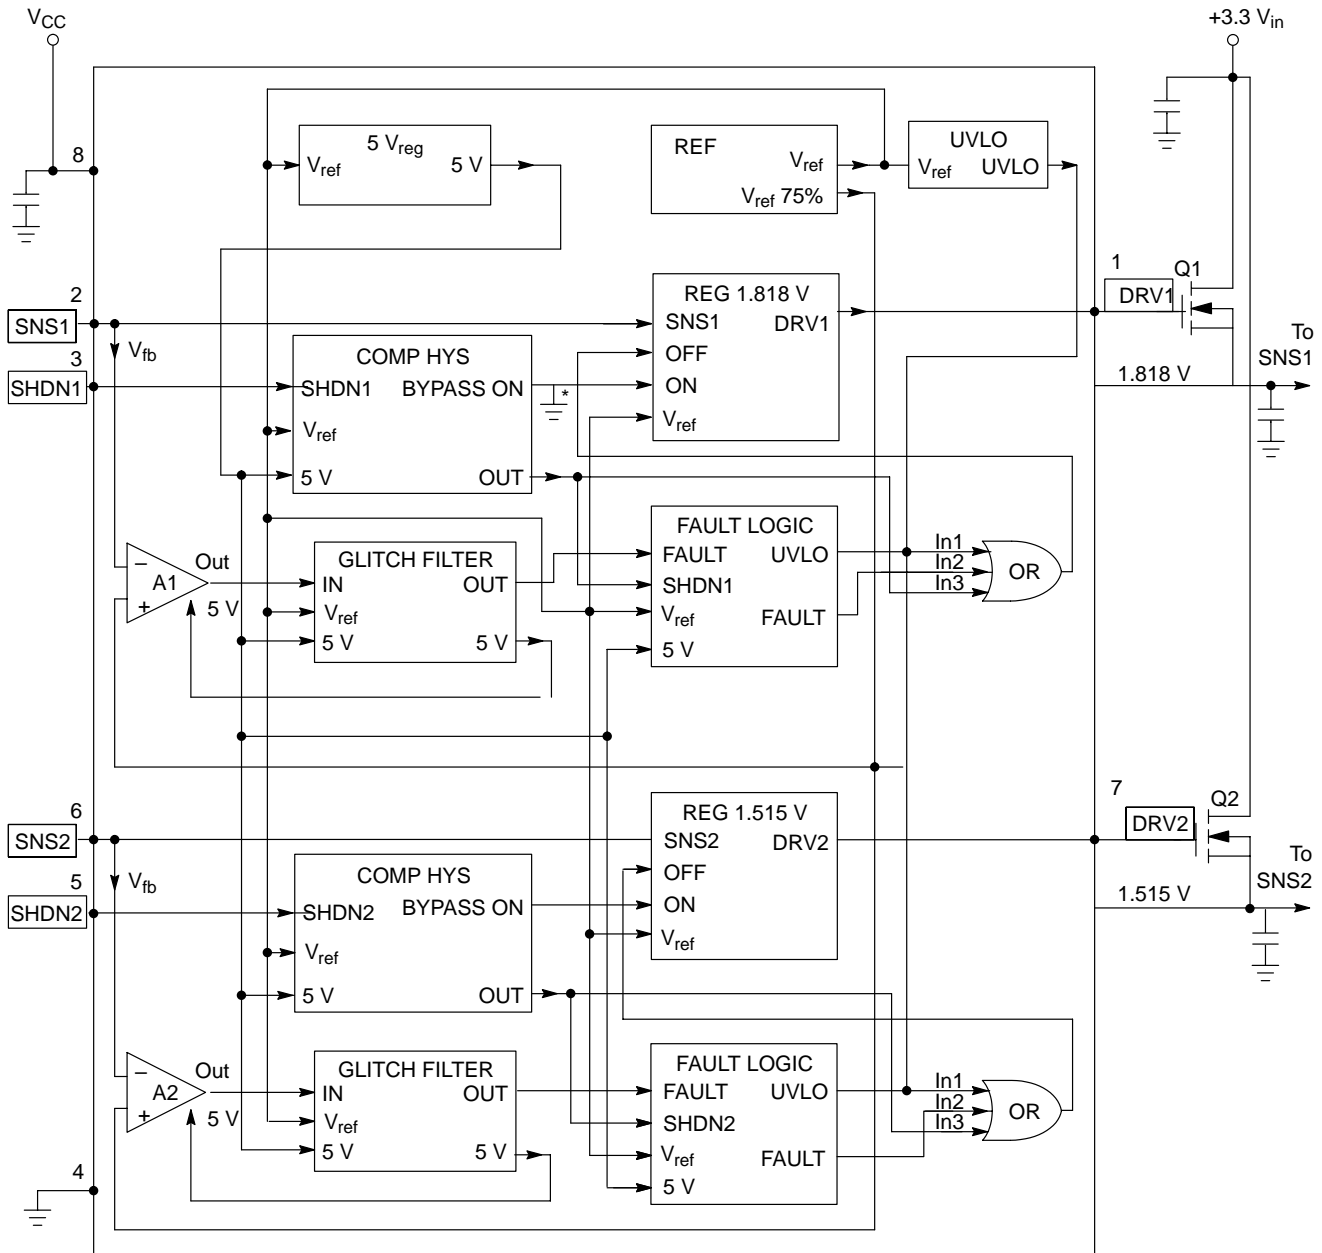 VCC
+3.3 Vin
8
5 Vreg
Vref
5 V
REF
Vref
Vref 75%
UVLO
Vref
UVLO
1
DRV1
Q1
2
SNS1
Vfb
3
SHDN1
REG 1.818 V
SNS1
DRV1
OFF
ON
Vref
To
SNS1
1.818 V
COMP HYS
SHDN1
BYPASS ON
*
Vref
5 V
OUT
FAULT LOGIC
FAULT
UVLO
SHDN1
Vref
FAULT
5 V
In1
In2
In3
OR
GLITCH FILTER
IN
OUT
Vref
5 V
5 V
−
A1
+
Out
5 V
6
SNS2
Vfb
5
SHDN2
REG 1.515 V
SNS2
DRV2
OFF
ON
Vref
7
DRV2
Q2
To
SNS2
1.515 V
COMP HYS
SHDN2
BYPASS ON
Vref
5 V
OUT
FAULT LOGIC
FAULT
UVLO
SHDN2
Vref
FAULT
5 V
In1
In2
In3
OR
GLITCH FILTER
IN
OUT
Vref
5 V
5 V
−
A2
+
Out
5 V
4